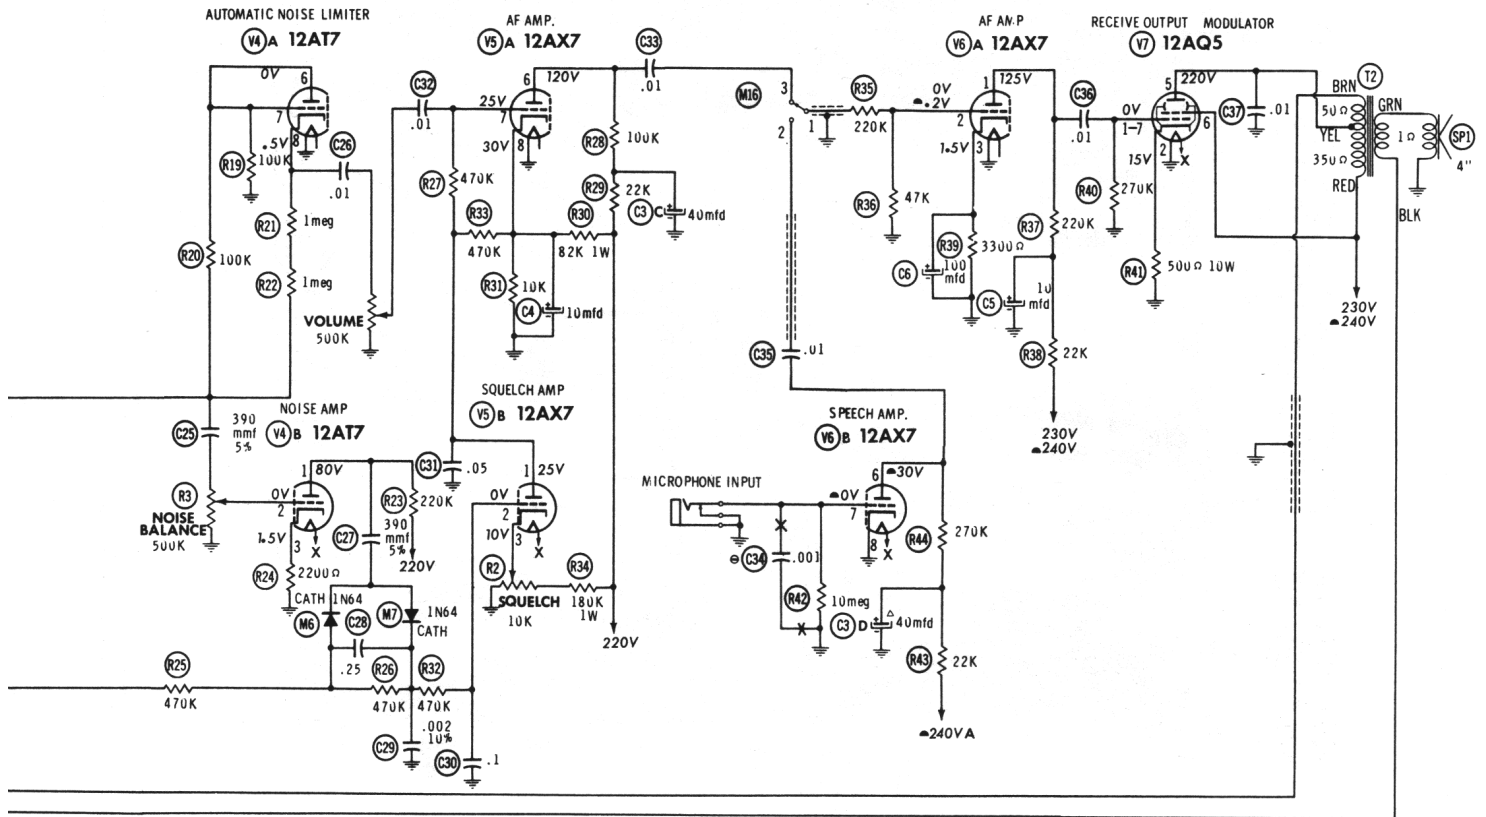 AUTOMATIC NOISE LIMITER
V4 A 12AT7
AF AMP.
V5 A 12AX7
AF AMP
V6 A 12AX7
RECEIVE OUTPUT MODULATOR
V7 12AQ5
0V
6
7
8
.5V
R19
100K
C26
.01
R21
1meg
R20
100K
R22
1meg
VOLUME
500K
C32
.01
25V
7
6
120V
8
30V
C33
.01
R28
100K
R27
470K
R29
22K
C3 C
40mfd
R33
470K
R30
82K 1W
R31
10K
C4
10mfd
M16
3
2
1
R35
220K
0V
.2V
2
1
125V
3
1.5V
R36
47K
C36
.01
0V
1-7
5
220V
6
2
15V
X
C37
.01
T2
BRN
50Ω
YEL
350Ω
RED
GRN
1Ω
SP1
4"
BLK
R40
270K
R37
220K
R39
3300Ω
C6
100
mfd
C5
10
mfd
R41
500Ω 10W
230V
240V
R38
22K
230V
240V
C35
.01
C25
390
mmf
5%
NOISE AMP
V4 B 12AT7
SQUELCH AMP
V5 B 12AX7
SPEECH AMP.
V6 B 12AX7
R3
NOISE
BALANCE
500K
0V
2
1
80V
3
1.5V
X
R24
2200Ω
C27
390
mmf
5%
R23
220K
220V
C31
.05
1
25V
0V
2
10V
3
X
R2
SQUELCH
10K
R34
180K
1W
220V
MICROPHONE INPUT
0V
7
6
30V
8
X
C34
.001
R42
10meg
R44
270K
C3 D
40mfd
R43
22K
240VA
CATH 1N64
M6
M7
1N64
CATH
C28
.25
R25
470K
R26
470K
R32
470K
.002
10%
C29
C30
.1